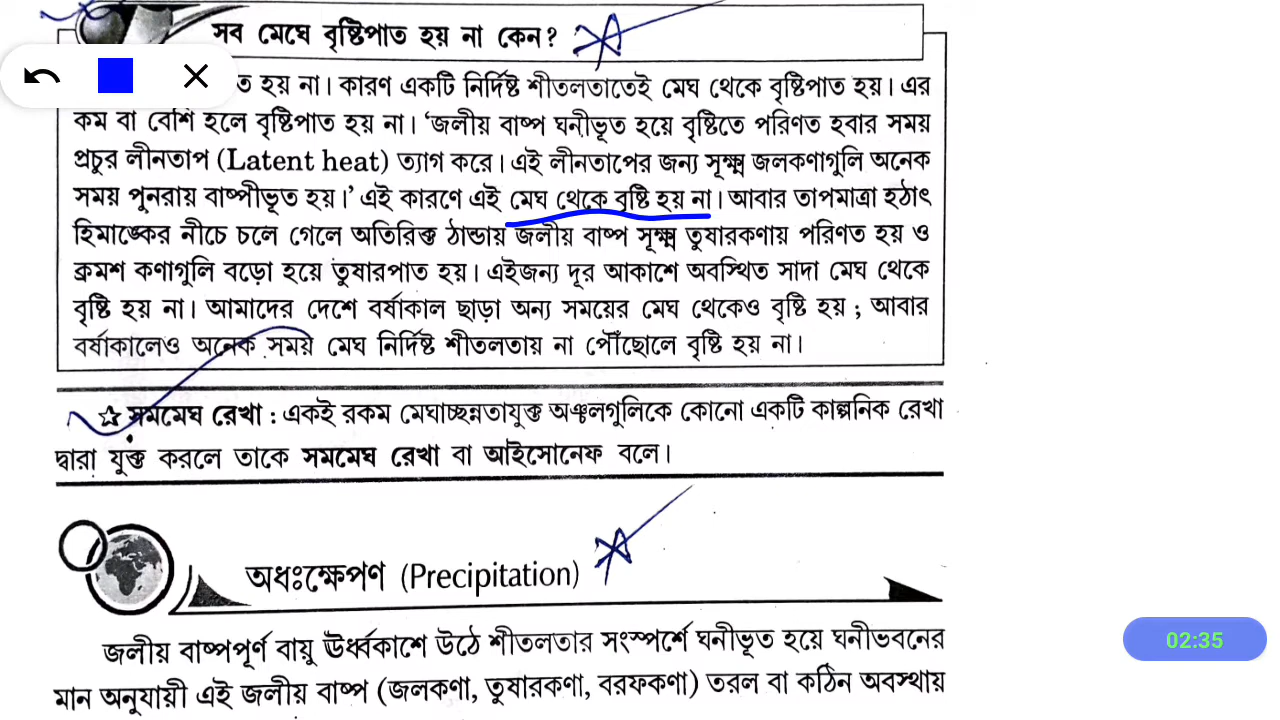 সব মেঘে বৃষ্টিপাত হয় না কেন?
ত হয় না। কারণ একটি নির্দিষ্ট শীতলতাতেই মেঘ থেকে বৃষ্টিপাত হয়। এর
কম বা বেশি হলে বৃষ্টিপাত হয় না। ‘জলীয় বাষ্প ঘনীভূত হয়ে বৃষ্টিতে পরিণত হবার সময়
প্রচুর লীনতাপ (Latent heat) ত্যাগ করে। এই লীনতাপের জন্য সূক্ষ্ম জলকণাগুলি অনেক
সময় পুনরায় বাষ্পীভূত হয়।’ এই কারণে এই মেঘ থেকে বৃষ্টি হয় না। আবার তাপমাত্রা হঠাৎ
হিমাঙ্কের নীচে চলে গেলে অতিরিক্ত ঠান্ডায় জলীয় বাষ্প সূক্ষ্ম তুষারকণায় পরিণত হয় ও
ক্রমশ কণাগুলি বড়ো হয়ে তুষারপাত হয়। এইজন্য দূর আকাশে অবস্থিত সাদা মেঘ থেকে
বৃষ্টি হয় না। আমাদের দেশে বর্ষাকাল ছাড়া অন্য সময়ের মেঘ থেকেও বৃষ্টি হয় ; আবার
বর্ষাকালেও অনেক সময় মেঘ নির্দিষ্ট শীতলতায় না পৌঁছোলে বৃষ্টি হয় না।
☆ সমমেঘ রেখা : একই রকম মেঘাচ্ছন্নতাযুক্ত অঞ্চলগুলিকে কোনো একটি কাল্পনিক রেখা
দ্বারা যুক্ত করলে তাকে সমমেঘ রেখা বা আইসোনেফ বলে।
অধঃক্ষেপণ (Precipitation)
02:35
জলীয় বাষ্পপূর্ণ বায়ু ঊর্ধ্বকাশে উঠে শীতলতার সংস্পর্শে ঘনীভূত হয়ে ঘনীভবনের
মান অনুযায়ী এই জলীয় বাষ্প (জলকণা, তুষারকণা, বরফকণা) তরল বা কঠিন অবস্থায়